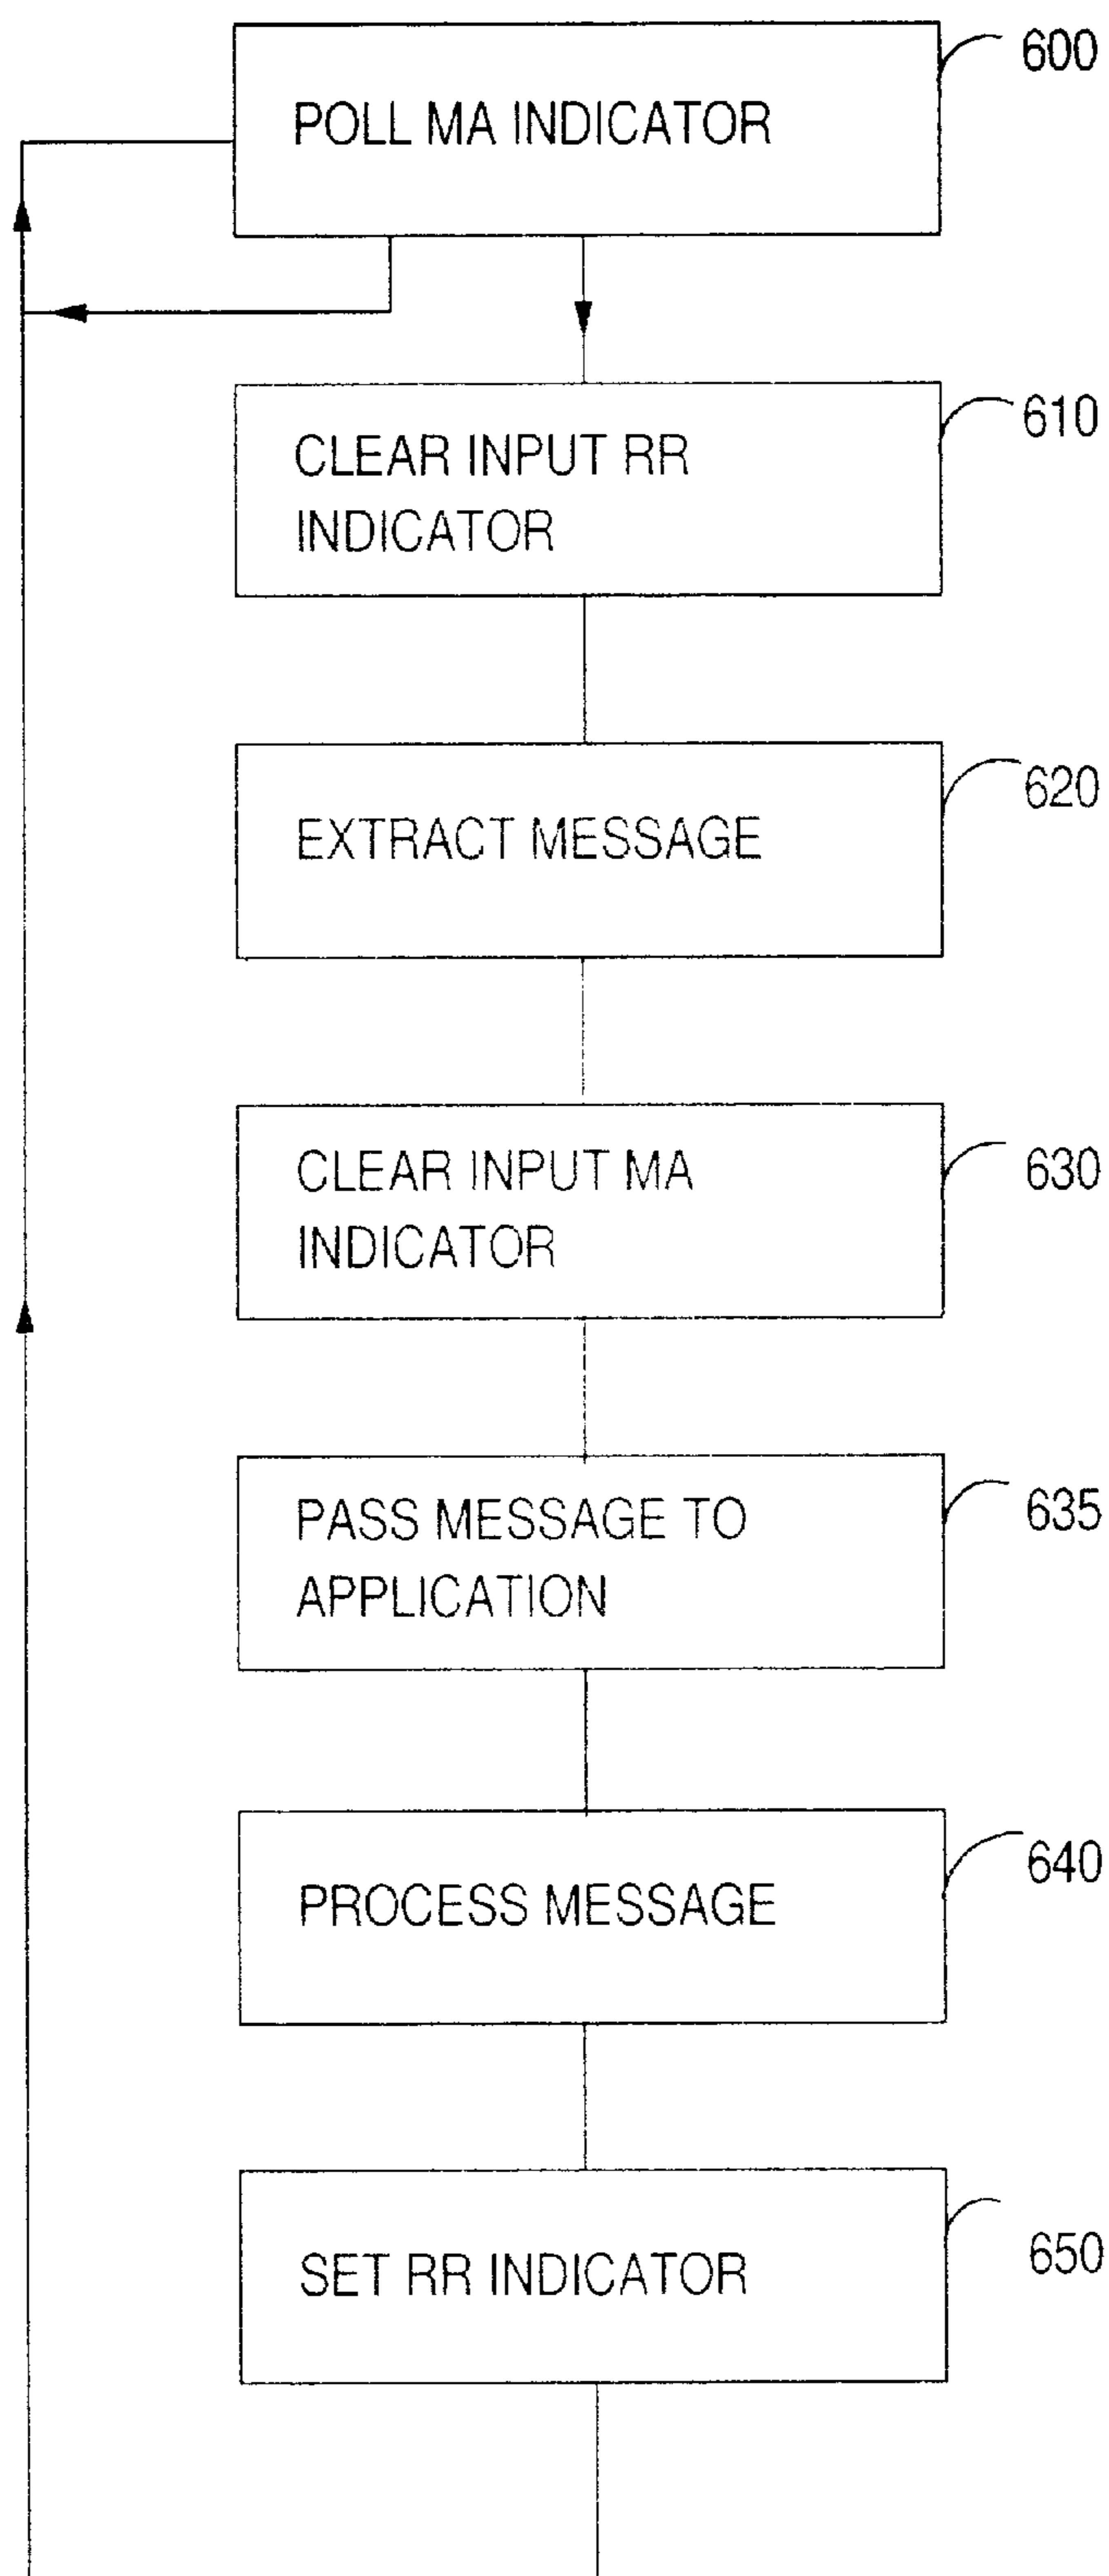 POLL MA INDICATOR
600
CLEAR INPUT RR
INDICATOR
610
EXTRACT MESSAGE
620
CLEAR INPUT MA
INDICATOR
630
PASS MESSAGE TO
APPLICATION
635
PROCESS MESSAGE
640
SET RR INDICATOR
650